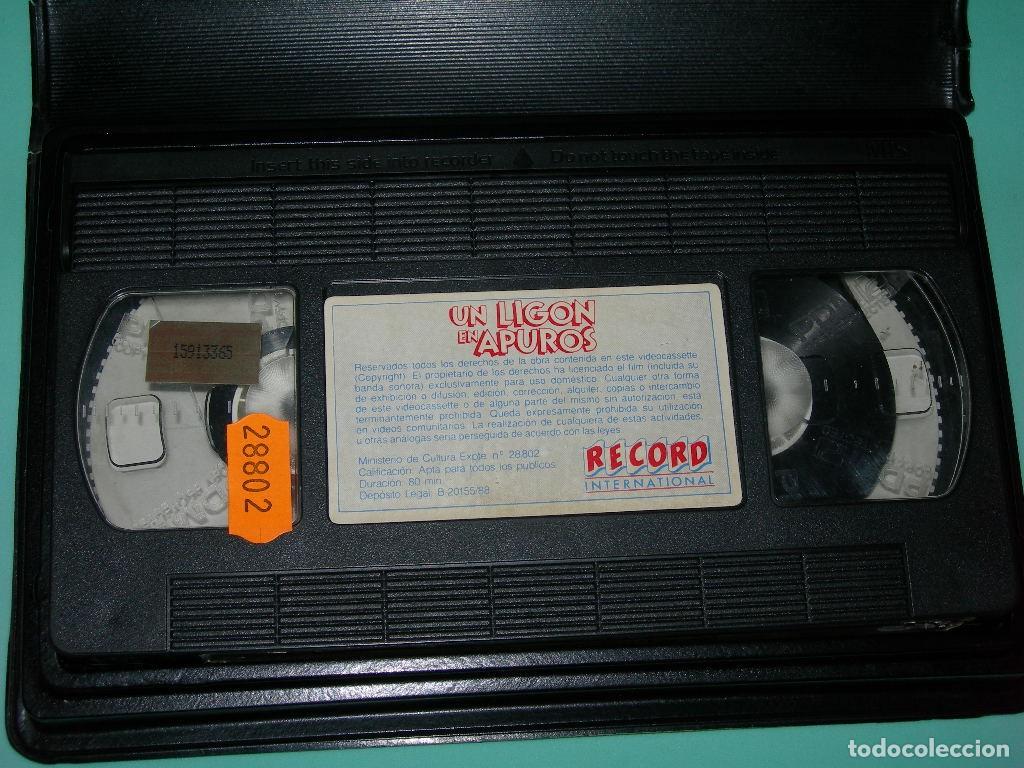 Insert this side into recorder ▲ Do not touch the tape inside
VHS
15913365
28802
UN LIGON
EN APUROS
Reservados todos los derechos de la obra contenida en este videocassette
(Copyright). El propietario de los derechos ha licenciado el film (incluida su
banda sonora) exclusivamente para uso doméstico. Cualquier otra forma
de exhibición o difusión, edición, corrección, alquiler, copias o intercambio
de este videocassette o de alguna parte del mismo sin autorización, está
terminantemente prohibida. Queda expresamente prohibida su utilización
en videos comunitarios. La realización de cualquiera de estas actividades,
u otras análogas sería perseguida de acuerdo con las leyes.
Ministerio de Cultura Expte. nº 28.802
Calificación: Apta para todos los publicos
Duración: 80 min.
Depósito Legal: B-20155/88
RECORD
INTERNATIONAL
todocoleccion